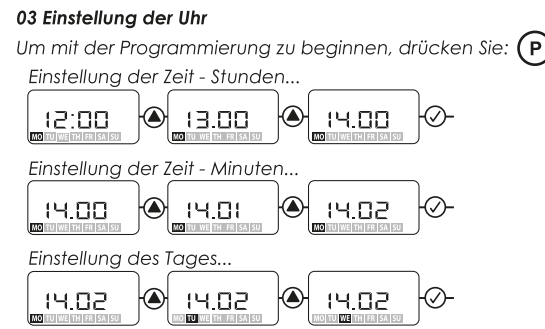 03 Einstellung der Uhr
Um mit der Programmierung zu beginnen, drücken Sie: P
Einstellung der Zeit - Stunden...
12:00 13.00 14.00
MO TU WE TH FR SA SU MO TU WE TH FR SA SU MO TU WE TH FR SA SU
Einstellung der Zeit - Minuten...
14.00 14.01 14.02
MO TU WE TH FR SA SU MO TU WE TH FR SA SU MO TU WE TH FR SA SU
Einstellung des Tages...
14.02 14.02 14.02
MO TU WE TH FR SA SU MO TU WE TH FR SA SU MO TU WE TH FR SA SU